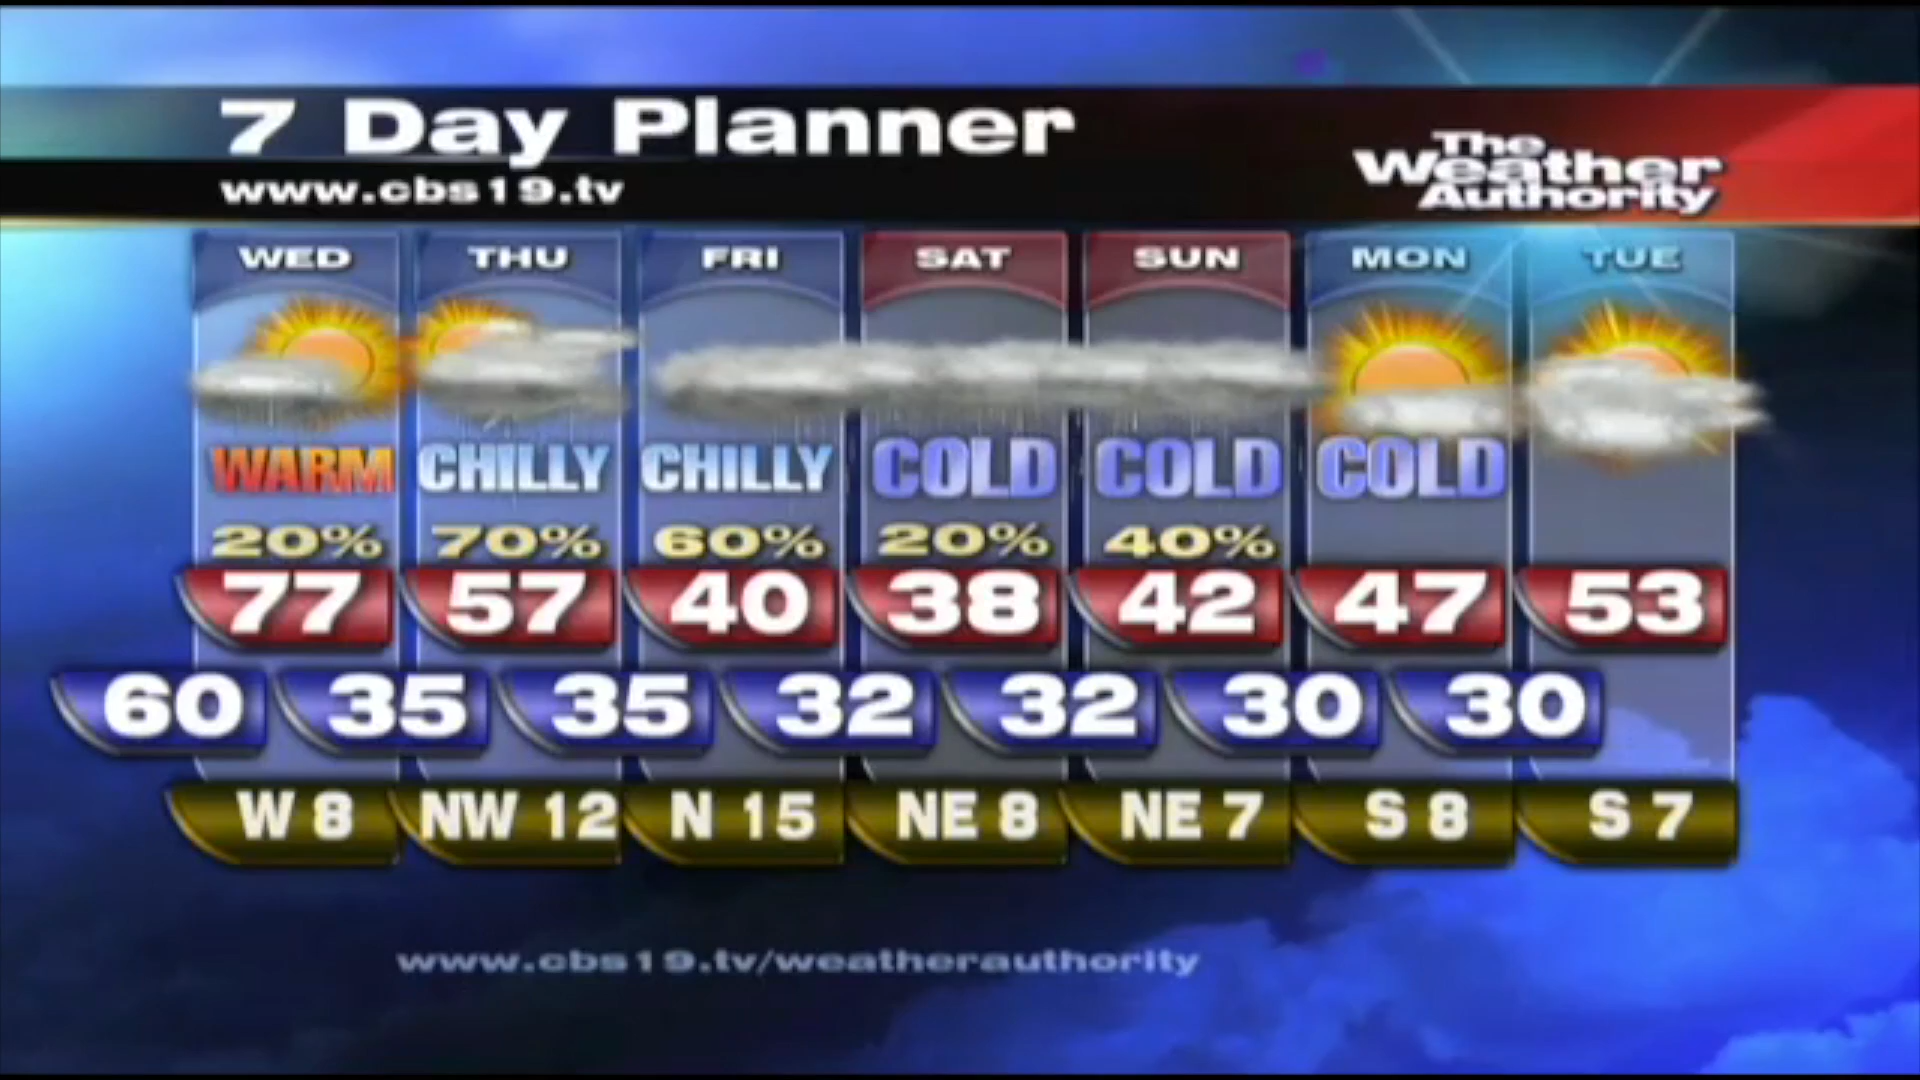 7 Day Planner
www.cbs19.tv
The
Weather
Authority
WED THU FRI SAT SUN MON TUE
WARM CHILLY CHILLY COLD COLD COLD
20% 70% 60% 20% 40%
77 57 40 38 42 47 53
60 35 35 32 32 30 30
W 8 NW 12 N 15 NE 8 NE 7 S 8 S 7
www.cbs19.tv/weatherauthority